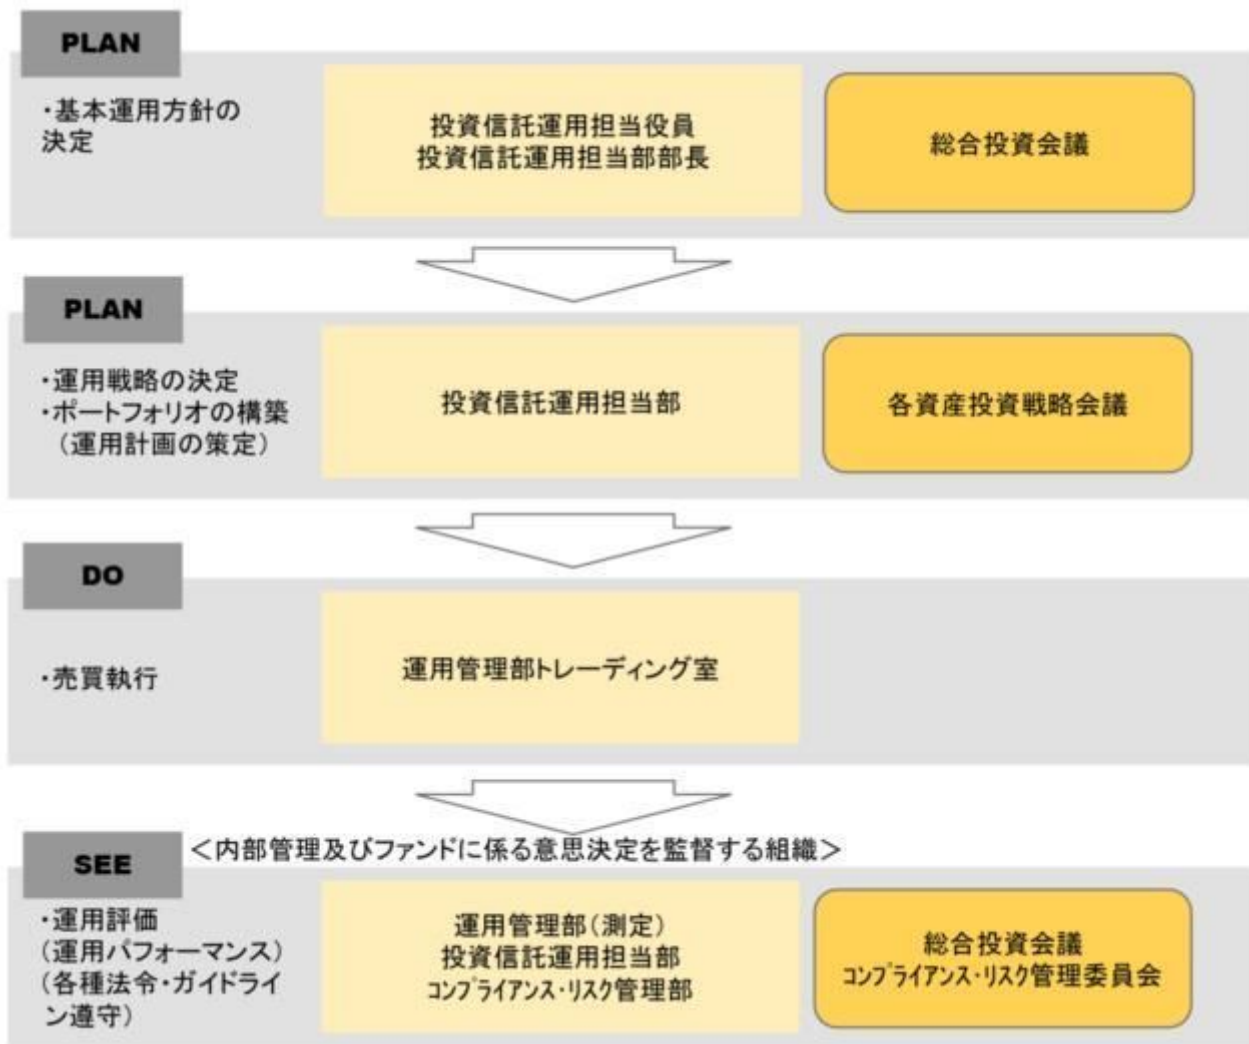 PLAN
・基本運用方針の
決定
投資信託運用担当役員
投資信託運用担当部部長
総合投資会議
PLAN
・運用戦略の決定
・ポートフォリオの構築
（運用計画の策定）
投資信託運用担当部
各資産投資戦略会議
DO
・売買執行
運用管理部トレーディング室
SEE
＜内部管理及びファンドに係る意思決定を監督する組織＞
・運用評価
（運用パフォーマンス）
（各種法令・ガイドライ
ン遵守）
運用管理部（測定）
投資信託運用担当部
ｺﾝﾌﾟﾗｲｱﾝｽ・ﾘｽｸ管理部
総合投資会議
ｺﾝﾌﾟﾗｲｱﾝｽ・ﾘｽｸ管理委員会